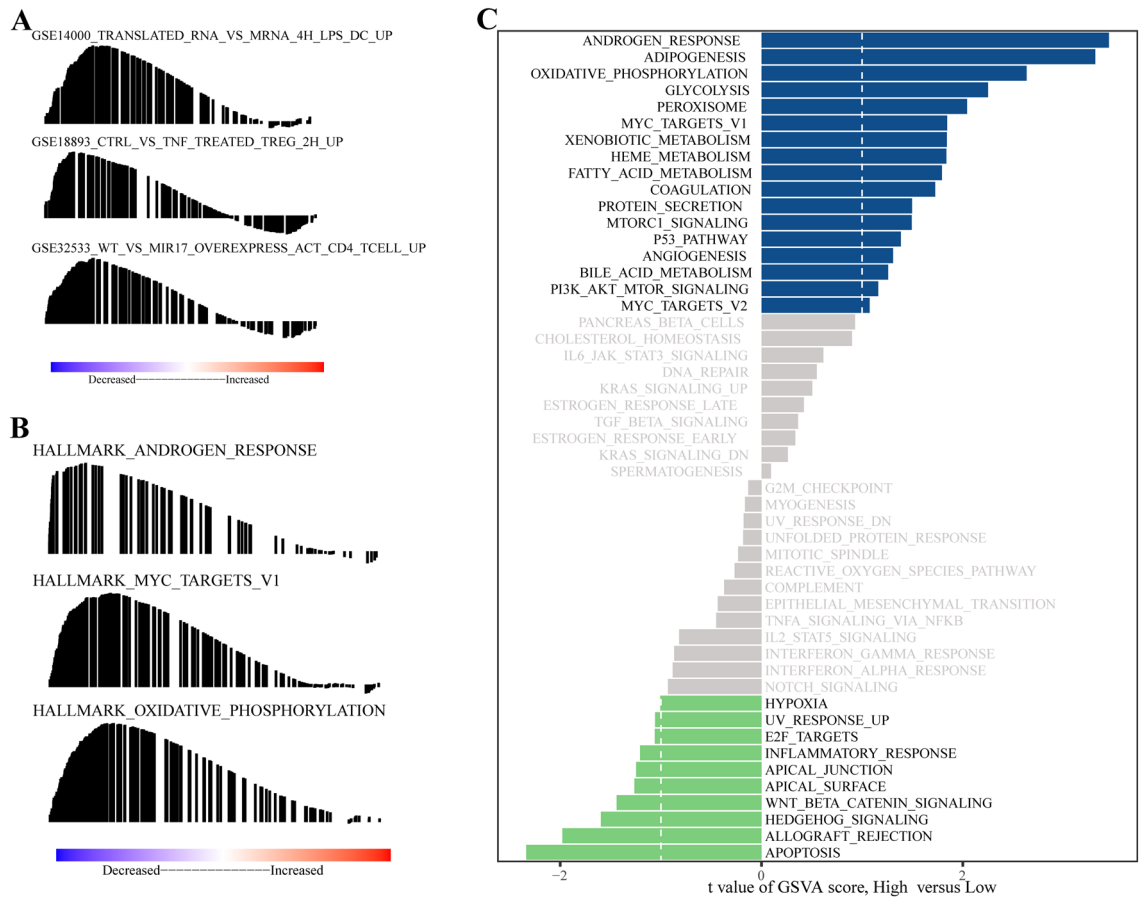 A
GSE14000_TRANSLATED_RNA_VS_MRNA_4H_LPS_DC_UP
GSE18893_CTRL_VS_TNF_TREATED_TREG_2H_UP
GSE32533_WT_VS_MIR17_OVEREXPRESS_ACT_CD4_TCELL_UP
Decreased————————Increased
B
HALLMARK_ANDROGEN_RESPONSE
HALLMARK_MYC_TARGETS_V1
HALLMARK_OXIDATIVE_PHOSPHORYLATION
Decreased————————Increased
C
ANDROGEN_RESPONSE
ADIPOGENESIS
OXIDATIVE_PHOSPHORYLATION
GLYCOLYSIS
PEROXISOME
MYC_TARGETS_V1
XENOBIOTIC_METABOLISM
HEME_METABOLISM
FATTY_ACID_METABOLISM
COAGULATION
PROTEIN_SECRETION
MTORC1_SIGNALING
P53_PATHWAY
ANGIOGENESIS
BILE_ACID_METABOLISM
PI3K_AKT_MTOR_SIGNALING
MYC_TARGETS_V2
PANCREAS_BETA_CELLS
CHOLESTEROL_HOMEOSTASIS
IL6_JAK_STAT3_SIGNALING
DNA_REPAIR
KRAS_SIGNALING_UP
ESTROGEN_RESPONSE_LATE
TGF_BETA_SIGNALING
ESTROGEN_RESPONSE_EARLY
KRAS_SIGNALING_DN
SPERMATOGENESIS
G2M_CHECKPOINT
MYOGENESIS
UV_RESPONSE_DN
UNFOLDED_PROTEIN_RESPONSE
MITOTIC_SPINDLE
REACTIVE_OXYGEN_SPECIES_PATHWAY
COMPLEMENT
EPITHELIAL_MESENCHYMAL_TRANSITION
TNFA_SIGNALING_VIA_NFKB
IL2_STAT5_SIGNALING
INTERFERON_GAMMA_RESPONSE
INTERFERON_ALPHA_RESPONSE
NOTCH_SIGNALING
HYPOXIA
UV_RESPONSE_UP
E2F_TARGETS
INFLAMMATORY_RESPONSE
APICAL_JUNCTION
APICAL_SURFACE
WNT_BETA_CATENIN_SIGNALING
HEDGEHOG_SIGNALING
ALLOGRAFT_REJECTION
APOPTOSIS
−2 0 2
t value of GSVA score, High versus Low